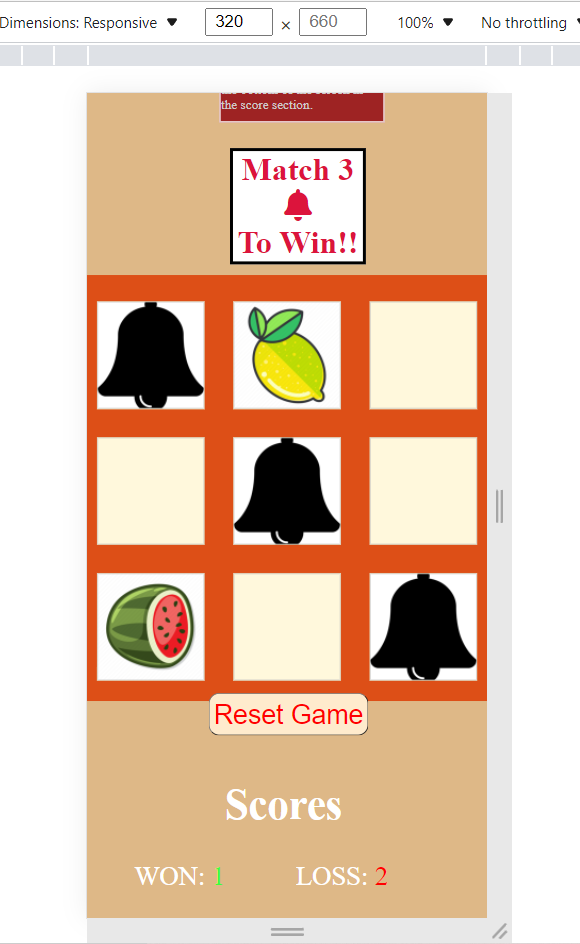 Dimensions: Responsive ▼ 320 × 660 100% ▼ No throttling
the score section.
Match 3
To Win!!
Reset Game
Scores
WON: 1 LOSS: 2